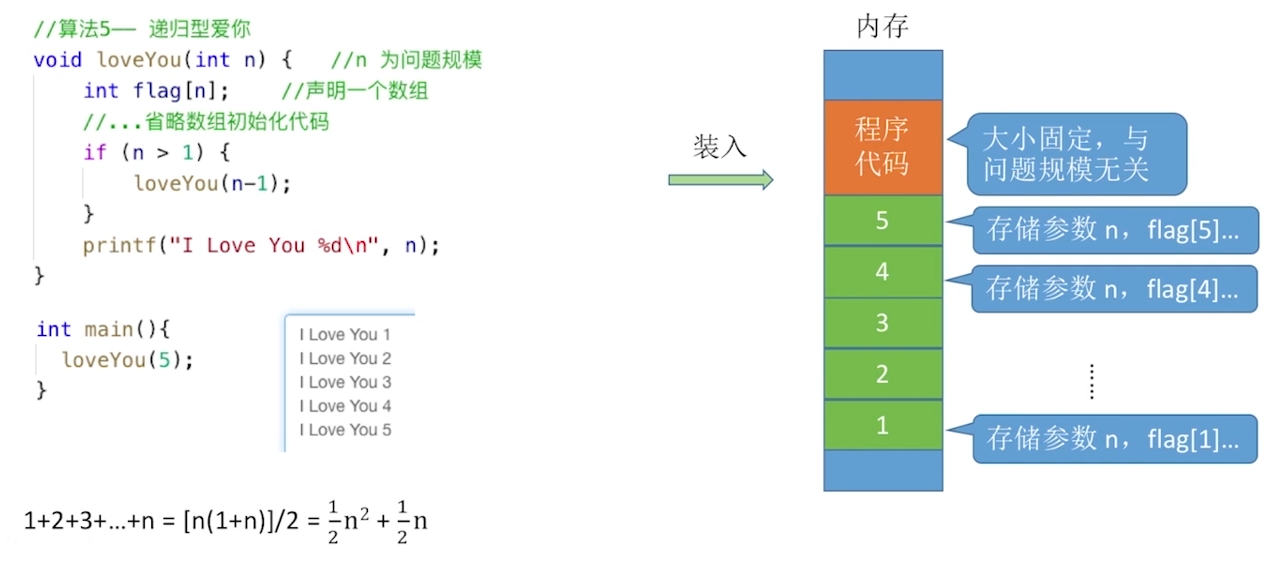 //算法5—— 递归型爱你
void loveYou(int n) {   //n 为问题规模
    int flag[n];    //声明一个数组
    //...省略数组初始化代码
    if (n > 1) {
        loveYou(n-1);
    }
    printf("I Love You %d\n", n);
}
int main(){
  loveYou(5);
}
I Love You 1
I Love You 2
I Love You 3
I Love You 4
I Love You 5
1+2+3+…+n = [n(1+n)]/2 = 1/2 n² + 1/2 n
装入
内存
程序
代码
5
4
3
2
1
大小固定，与
问题规模无关
存储参数 n，flag[5]…
存储参数 n，flag[4]…
……
存储参数 n，flag[1]…